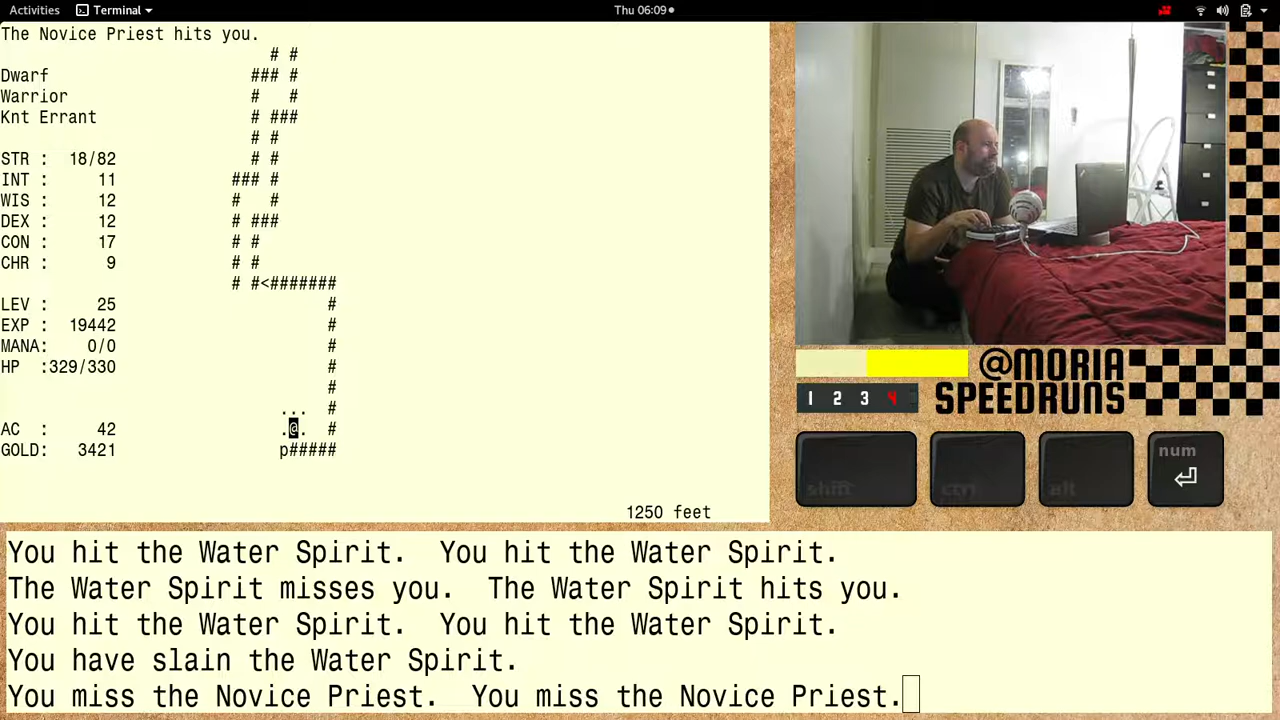 Activities Terminal Thu 06:09
The Novice Priest hits you.
# #
Dwarf ### #
Warrior # #
Knt Errant # ###
# #
STR : 18/82 # #
INT : 11 ### #
WIS : 12 # #
DEX : 12 # ###
CON : 17 # #
CHR : 9 # #
# #<#######
LEV : 25 #
EXP : 19442 #
MANA: 0/0 #
HP :329/330 #
#
... #
AC : 42 .@. #
GOLD: 3421 p#####
1250 feet
@MORIA
SPEEDRUNS
1 2 3 4
shift ctrl alt num
You hit the Water Spirit. You hit the Water Spirit.
The Water Spirit misses you. The Water Spirit hits you.
You hit the Water Spirit. You hit the Water Spirit.
You have slain the Water Spirit.
You miss the Novice Priest. You miss the Novice Priest.